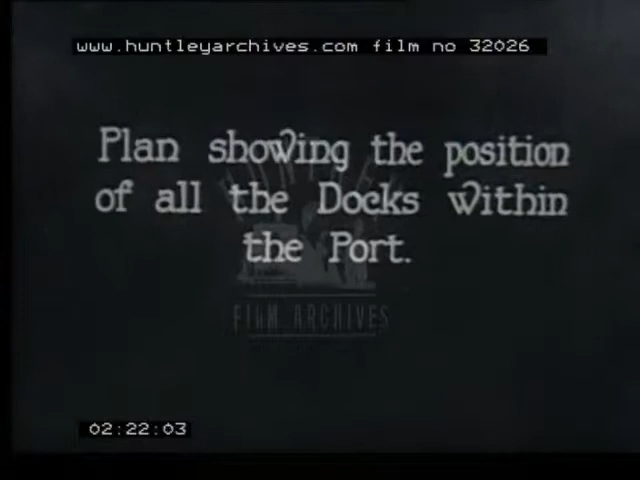 www.huntleyarchives.com film no 32026
Plan showing the position
of all the Docks within
the Port.
HUNTLEY
FILM ARCHIVES
02:22:03